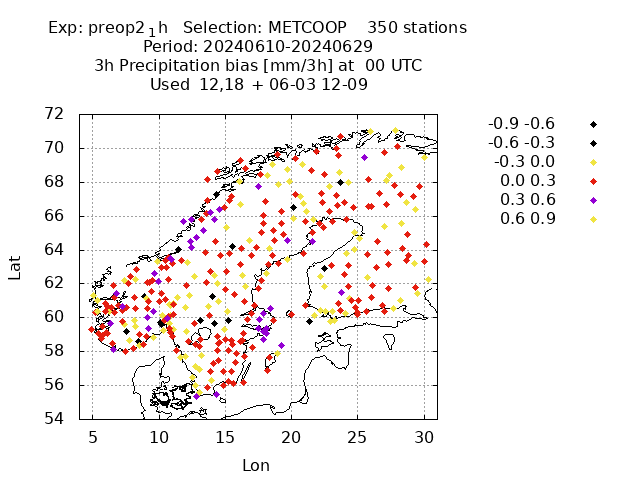 Exp: preop2₁h   Selection: METCOOP    350 stations
Period: 20240610-20240629
3h Precipitation bias [mm/3h] at  00 UTC
Used  12,18  + 06-03 12-09
-0.9 -0.6
-0.6 -0.3
-0.3 0.0
0.0 0.3
0.3 0.6
0.6 0.9
72
70
68
66
64
62
60
58
56
54
Lat
5 10 15 20 25 30
Lon